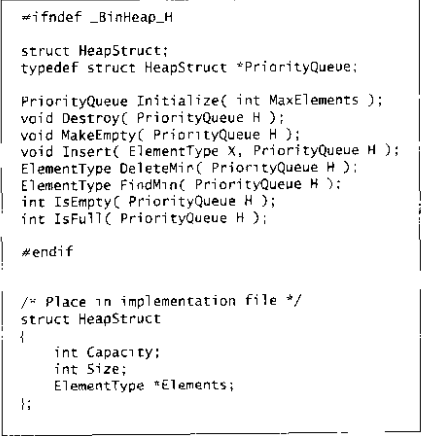 #ifndef _BinHeap_H
struct HeapStruct;
typedef struct HeapStruct *PriorityQueue;
PriorityQueue Initialize( int MaxElements );
void Destroy( PriorityQueue H );
void MakeEmpty( PriorityQueue H );
void Insert( ElementType X, PriorityQueue H );
ElementType DeleteMin( PriorityQueue H );
ElementType FindMin( PriorityQueue H );
int IsEmpty( PriorityQueue H );
int IsFull( PriorityQueue H );
#endif
/* Place in implementation file */
struct HeapStruct
{
int Capacity;
int Size;
ElementType *Elements;
};